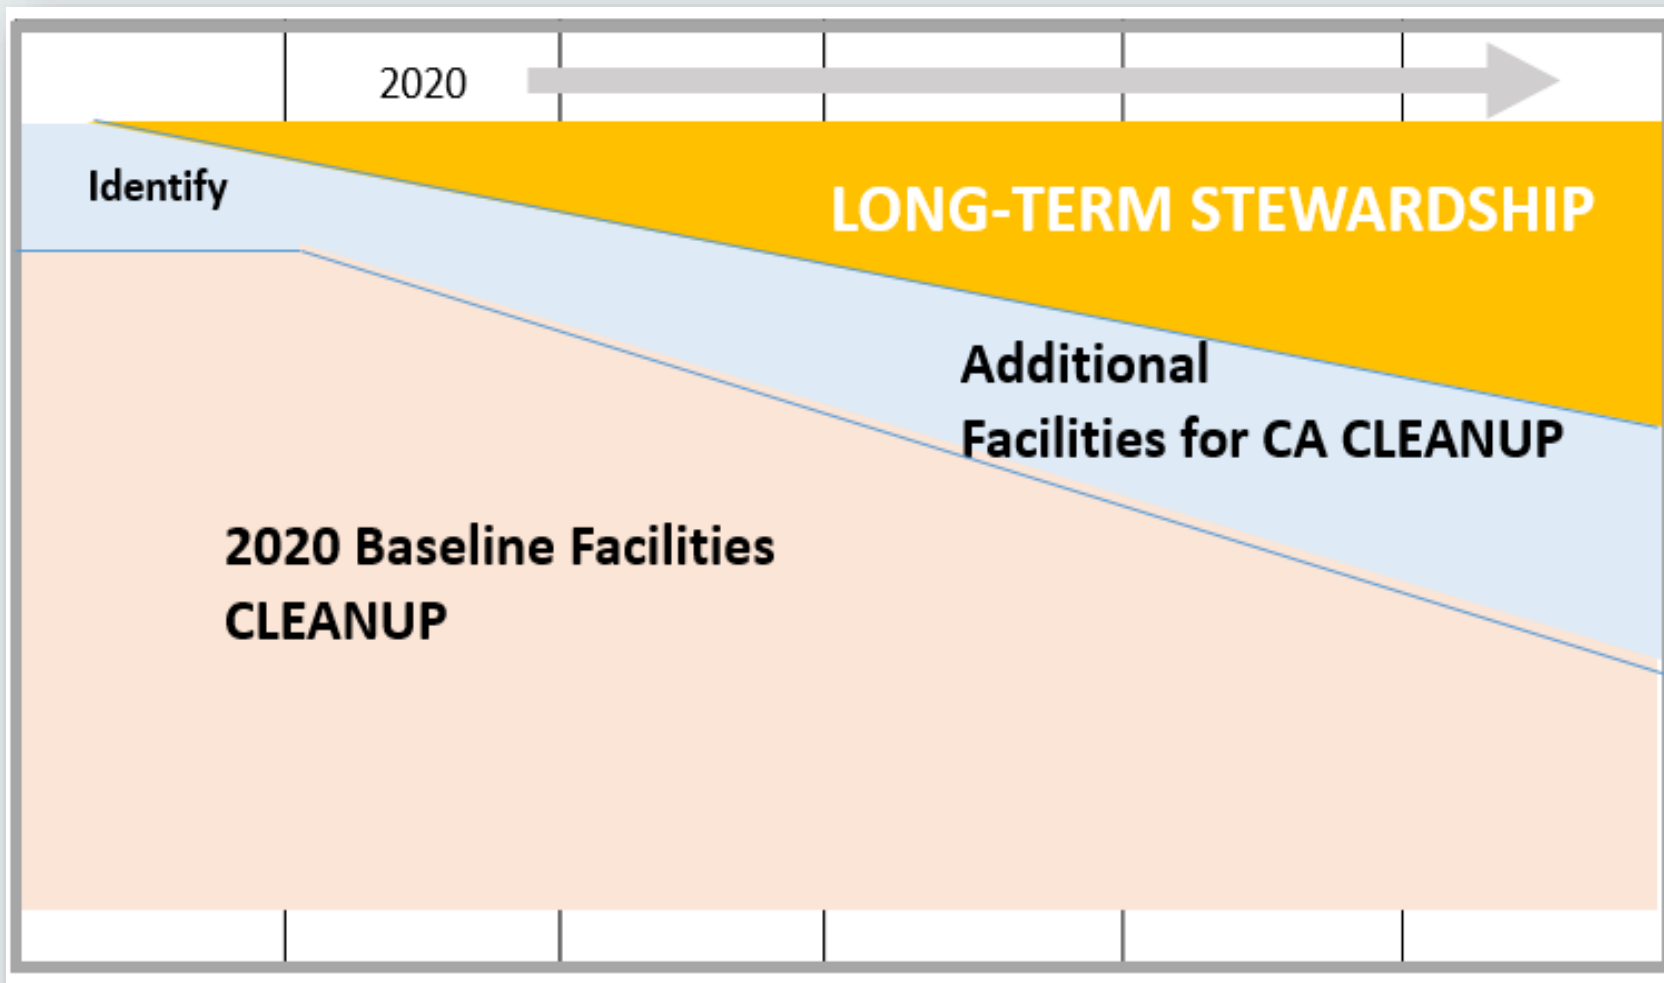 2020
Identify
LONG-TERM STEWARDSHIP
Additional
Facilities for CA CLEANUP
2020 Baseline Facilities
CLEANUP